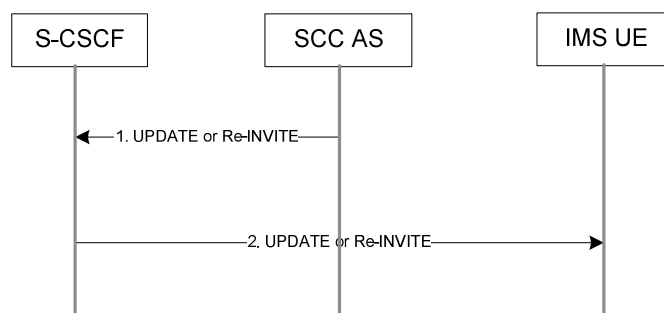 S-CSCF
SCC AS
IMS UE
1. UPDATE or Re-INVITE
2. UPDATE or Re-INVITE